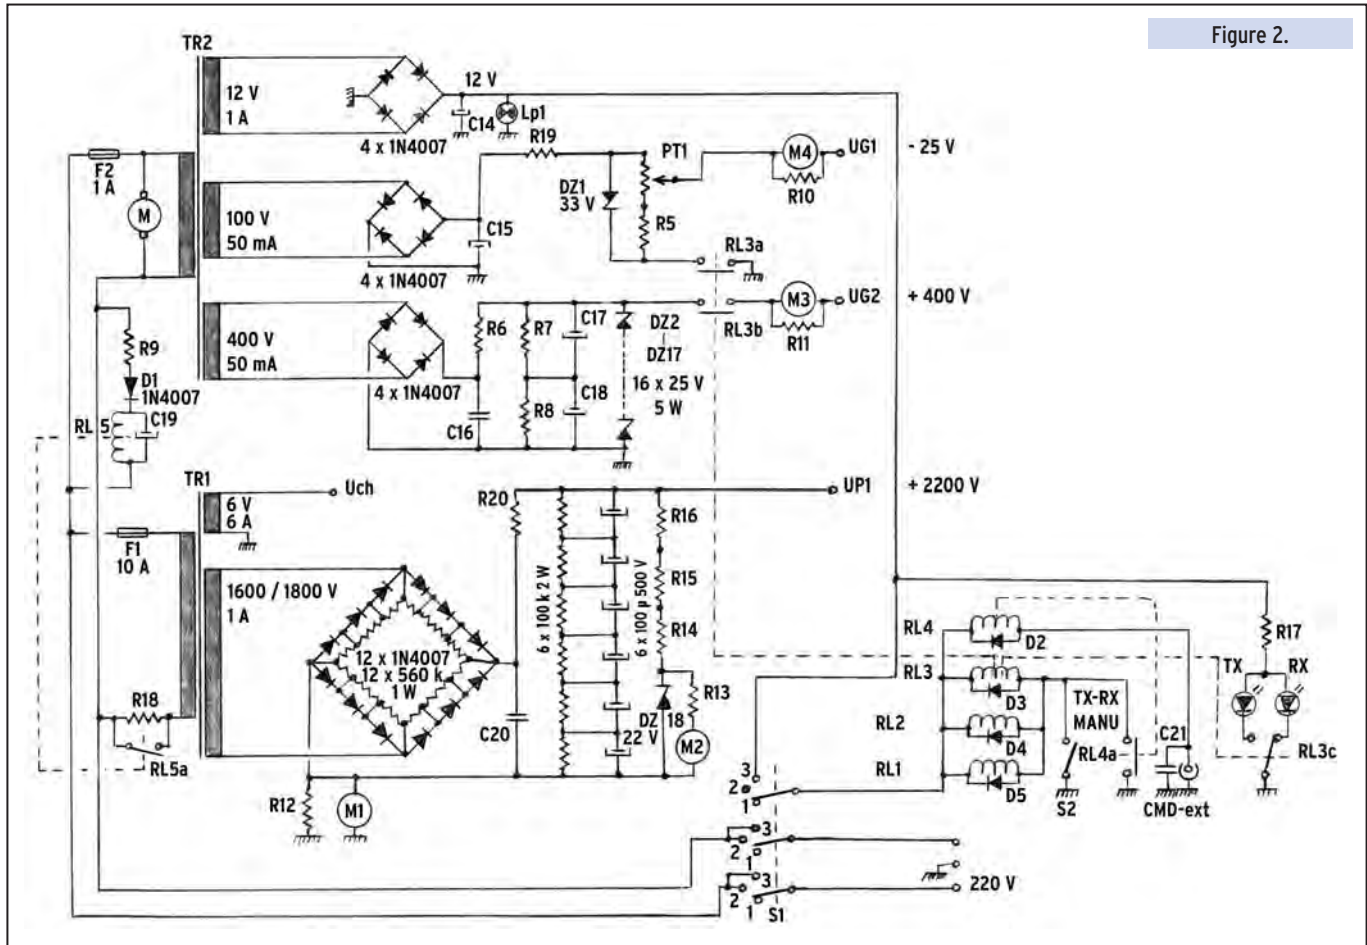 Figure 2.
TR2
12 V
1 A
4 x 1N4007
12 V
C14
Lp1
R19
F2
1 A
M
100 V
50 mA
4 x 1N4007
C15
DZ1
33 V
PT1
R5
M4
R10
UG1
- 25 V
RL3a
400 V
50 mA
4 x 1N4007
R6
R7
C17
C16
R8
C18
DZ2
DZ17
16 x 25 V
5 W
RL3b
M3
R11
UG2
+ 400 V
R9
D1
1N4007
C19
RL 5
TR1
6 V
6 A
Uch
F1
10 A
1600 / 1800 V
1 A
12 x 1N4007
12 x 560 k
1 W
R18
RL5a
R12
M1
R20
C20
6 x 100 k 2 W
6 x 100 µ 500 V
22 V
R16
R15
R14
DZ 18
R13
M2
UP1
+ 2200 V
RL4
D2
RL3
D3
RL2
D4
RL1
D5
TX-RX
MANU
RL4a
S2
C21
CMD-ext
R17
TX
RX
RL3c
3
2
1
3
2
1
3
2
1
S1
220 V